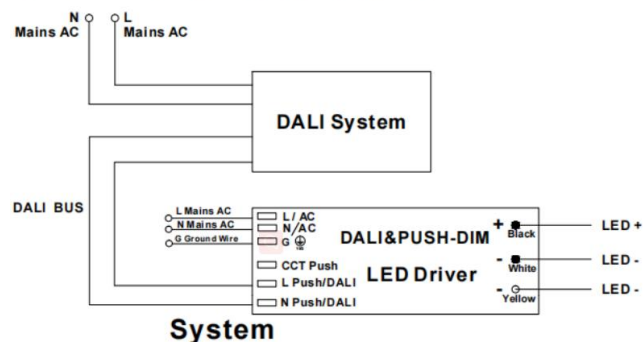 N
Mains AC
L
Mains AC
DALI System
DALI BUS
L Mains AC
N Mains AC
G Ground Wire
L / AC
N/AC
G
CCT Push
L Push/DALI
N Push/DALI
DALI&PUSH-DIM
LED Driver
+
Black
-
White
-
Yellow
LED +
LED -
LED -
System